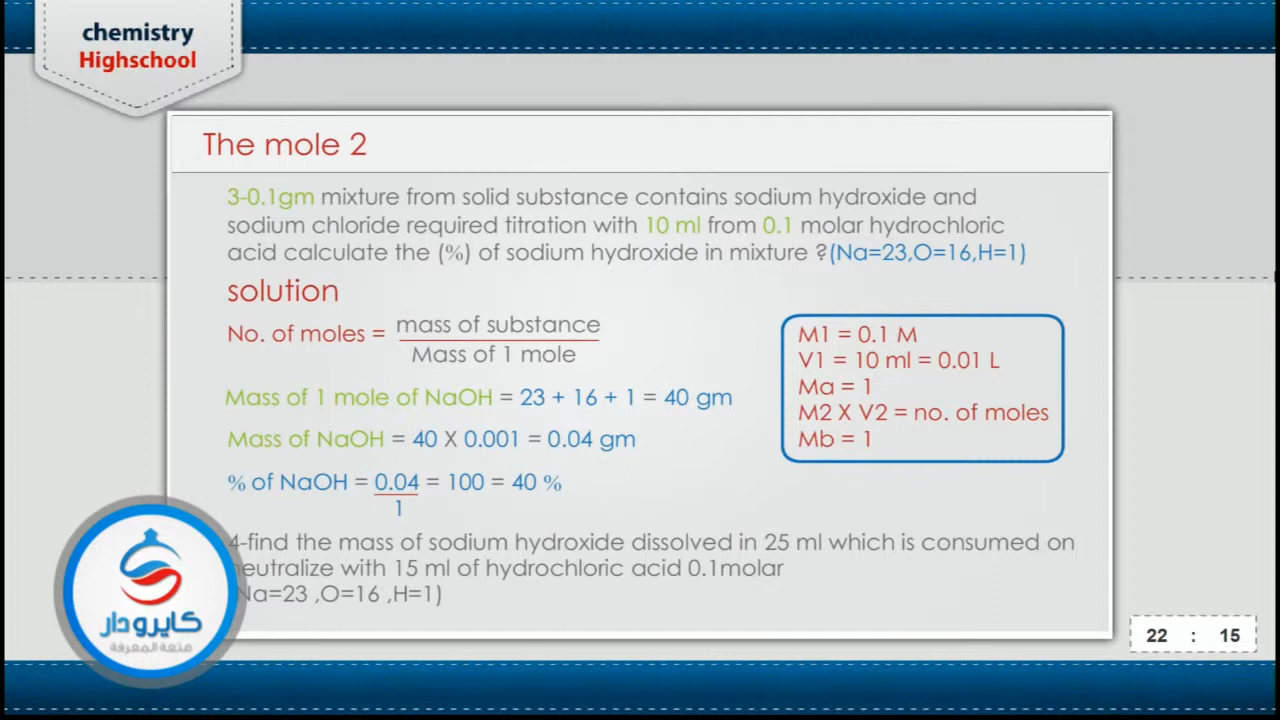 chemistry
Highschool
The mole 2
3-0.1gm mixture from solid substance contains sodium hydroxide and
sodium chloride required titration with 10 ml from 0.1 molar hydrochloric
acid calculate the (%) of sodium hydroxide in mixture ?(Na=23,O=16,H=1)
solution
No. of moles = mass of substance
Mass of 1 mole
Mass of 1 mole of NaOH = 23 + 16 + 1 = 40 gm
Mass of NaOH = 40 X 0.001 = 0.04 gm
% of NaOH = 0.04 = 100 = 40 %
1
M1 = 0.1 M
V1 = 10 ml = 0.01 L
Ma = 1
M2 X V2 = no. of moles
Mb = 1
4-find the mass of sodium hydroxide dissolved in 25 ml which is consumed on
neutralize with 15 ml of hydrochloric acid 0.1molar
Na=23 ,O=16 ,H=1)
كايرودار
متعة المعرفة
22 : 15